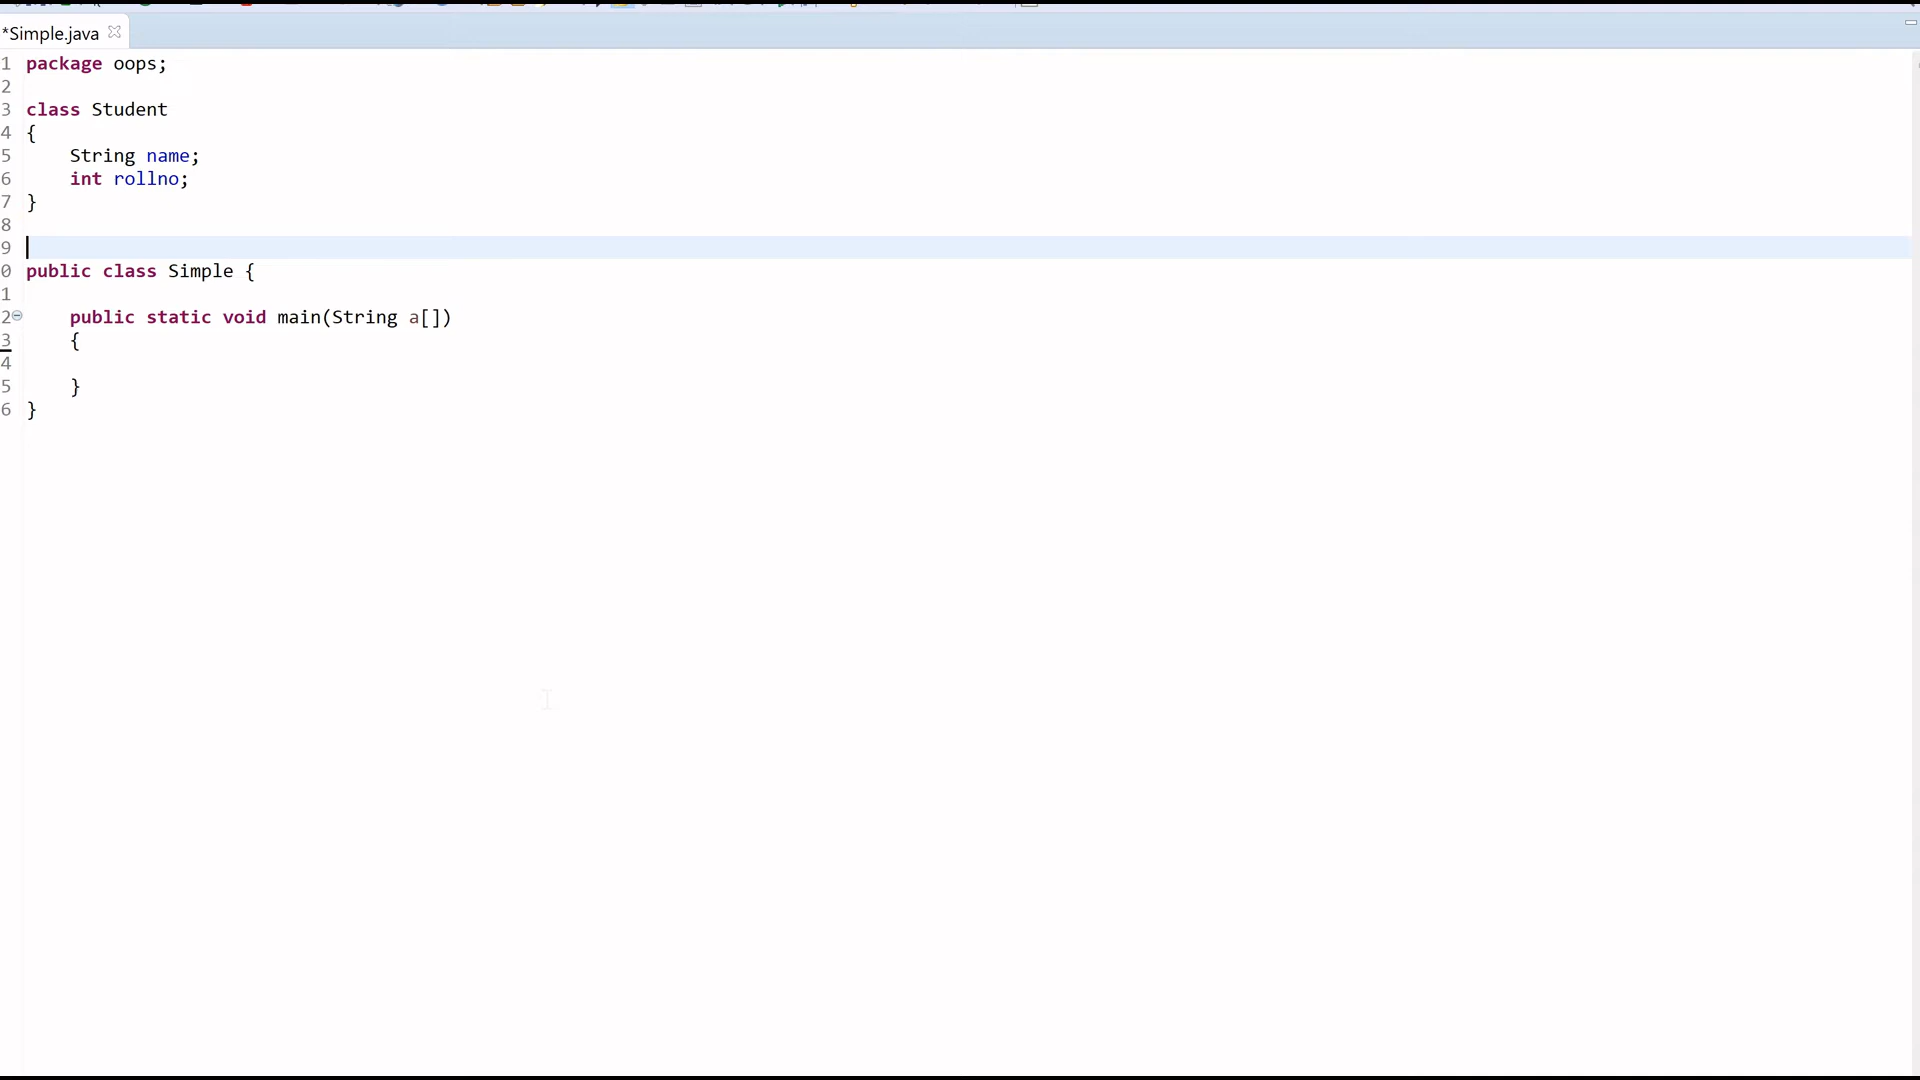 *Simple.java
1 package oops;
2
3 class Student
4 {
5     String name;
6     int rollno;
7 }
8
9
0 public class Simple {
1
2     public static void main(String a[])
3     {
4
5     }
6 }